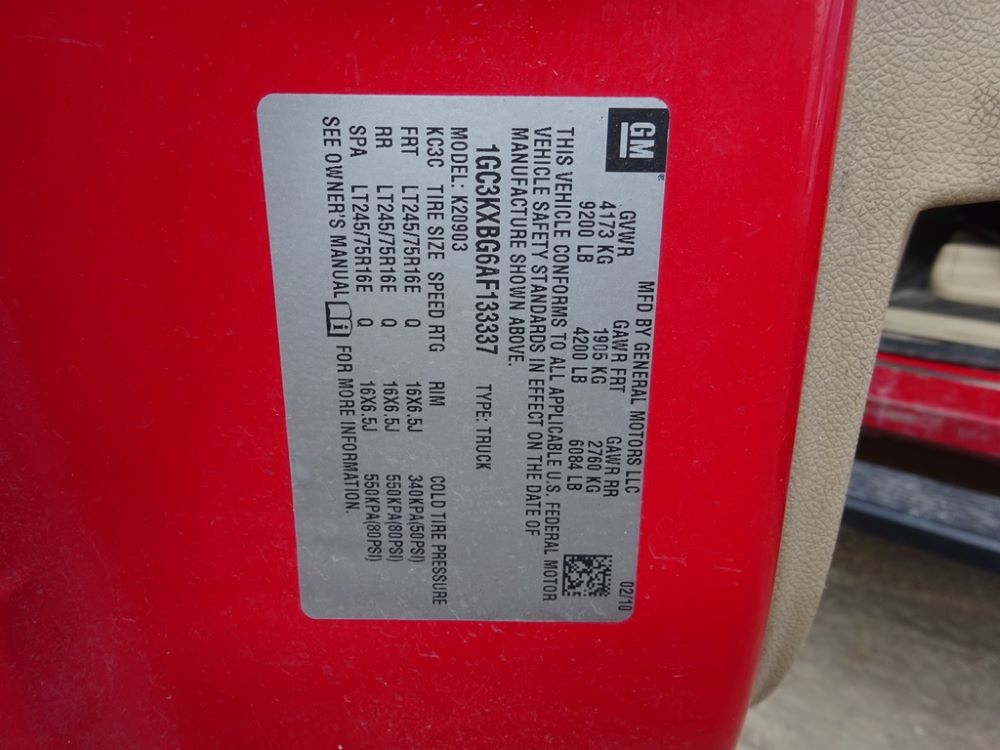 GM
MFD BY GENERAL MOTORS LLC 02/10
GVWR GAWR FRT GAWR RR
4173 KG 1905 KG 2760 KG
9200 LB 4200 LB 6084 LB
THIS VEHICLE CONFORMS TO ALL APPLICABLE U.S. FEDERAL MOTOR
VEHICLE SAFETY STANDARDS IN EFFECT ON THE DATE OF
MANUFACTURE SHOWN ABOVE.
1GC3KXBG6AF133337 TYPE: TRUCK
MODEL: K20903
KC3C TIRE SIZE SPEED RTG RIM COLD TIRE PRESSURE
FRT LT245/75R16E Q 16X6.5J 340KPA(50PSI)
RR LT245/75R16E Q 16X6.5J 550KPA(80PSI)
SPA LT245/75R16E Q 16X6.5J 550KPA(80PSI)
SEE OWNER'S MANUAL i FOR MORE INFORMATION.